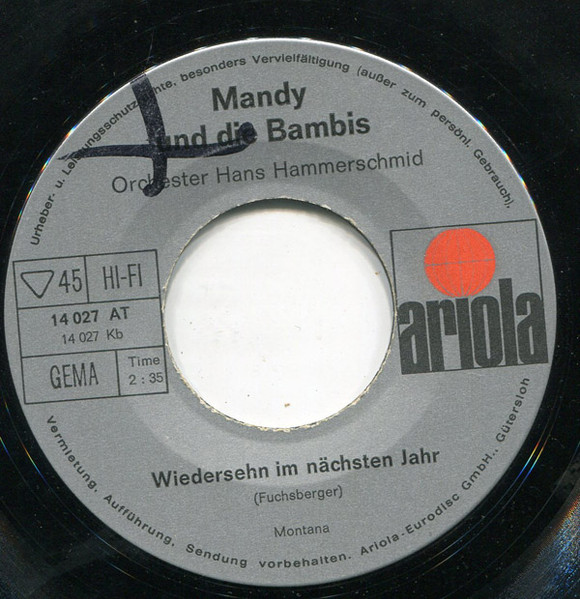 Urheber- u. Leistungsschutz
, besonders Vervielfältigung (außer zum persönl. Gebrauch),
Mandy
und die Bambis
Orchester Hans Hammerschmid
45
HI-FI
14 027 AT
14 027 Kb
GEMA
Time
2 : 35
ariola
Wiedersehn im nächsten Jahr
(Fuchsberger)
Montana
Vermietung. Aufführung, Sendung vorbehalten. Ariola-Eurodisc GmbH., Gütersloh